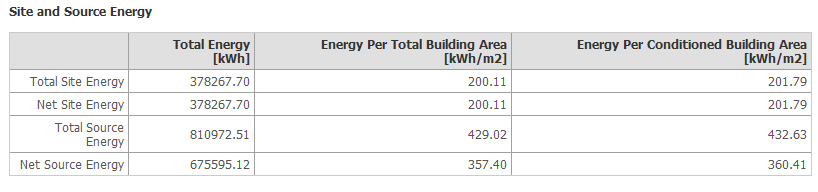 Site and Source Energy
Total Energy [kWh] Energy Per Total Building Area [kWh/m2] Energy Per Conditioned Building Area [kWh/m2]
Total Site Energy 378267.70 200.11 201.79
Net Site Energy 378267.70 200.11 201.79
Total Source Energy 810972.51 429.02 432.63
Net Source Energy 675595.12 357.40 360.41